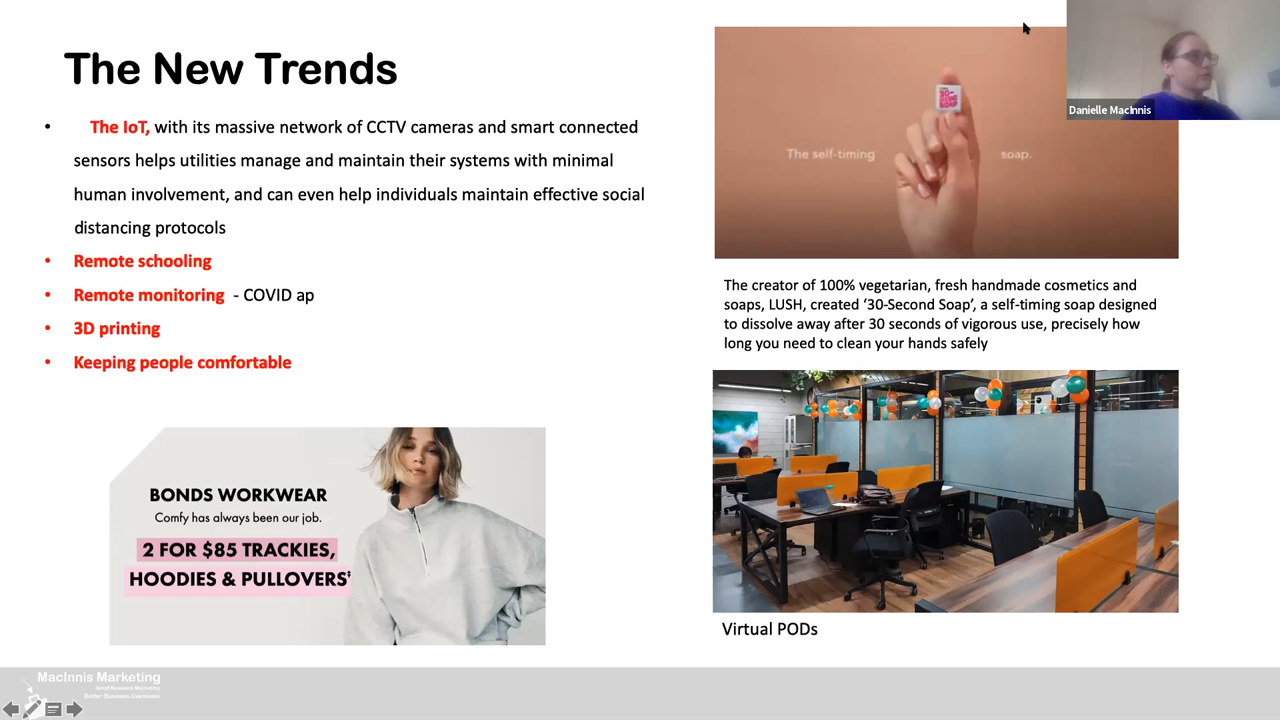 The New Trends
• The IoT, with its massive network of CCTV cameras and smart connected
sensors helps utilities manage and maintain their systems with minimal
human involvement, and can even help individuals maintain effective social
distancing protocols
• Remote schooling
• Remote monitoring - COVID ap
• 3D printing
• Keeping people comfortable
BONDS WORKWEAR
Comfy has always been our job.
2 FOR $85 TRACKIES,
HOODIES & PULLOVERS‡
The self-timing soap.
30-
Danielle MacInnis
The creator of 100% vegetarian, fresh handmade cosmetics and
soaps, LUSH, created ‘30-Second Soap’, a self-timing soap designed
to dissolve away after 30 seconds of vigorous use, precisely how
long you need to clean your hands safely
Virtual PODs
MacInnis Marketing
Small Business Marketing